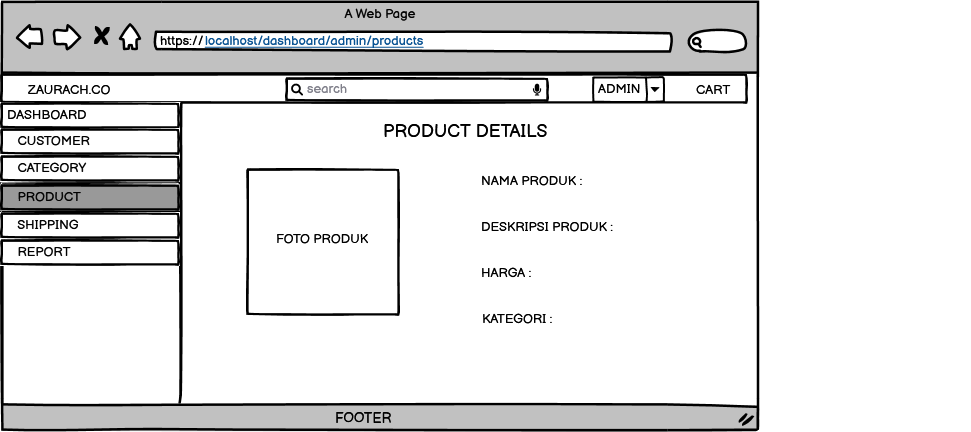 A Web Page
https://localhost/dashboard/admin/products
ZAURACH.CO
search
ADMIN
CART
DASHBOARD
CUSTOMER
CATEGORY
PRODUCT
SHIPPING
REPORT
PRODUCT DETAILS
FOTO PRODUK
NAMA PRODUK :
DESKRIPSI PRODUK :
HARGA :
KATEGORI :
FOOTER